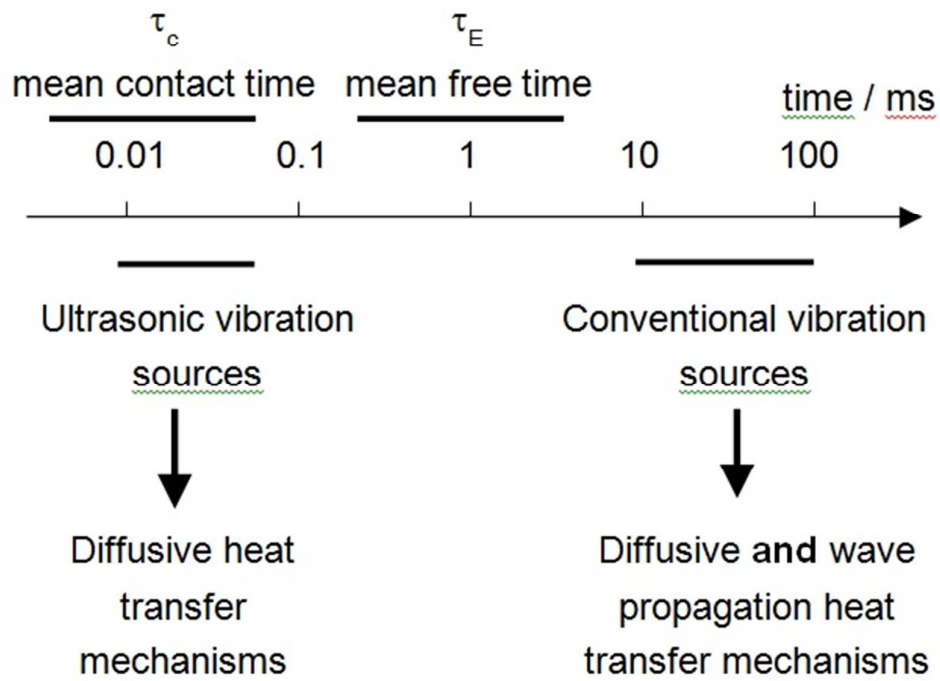 τc τE
mean contact time mean free time time / ms
0.01 0.1 1 10 100
Ultrasonic vibration Conventional vibration
sources sources
Diffusive heat Diffusive and wave
transfer propagation heat
mechanisms transfer mechanisms